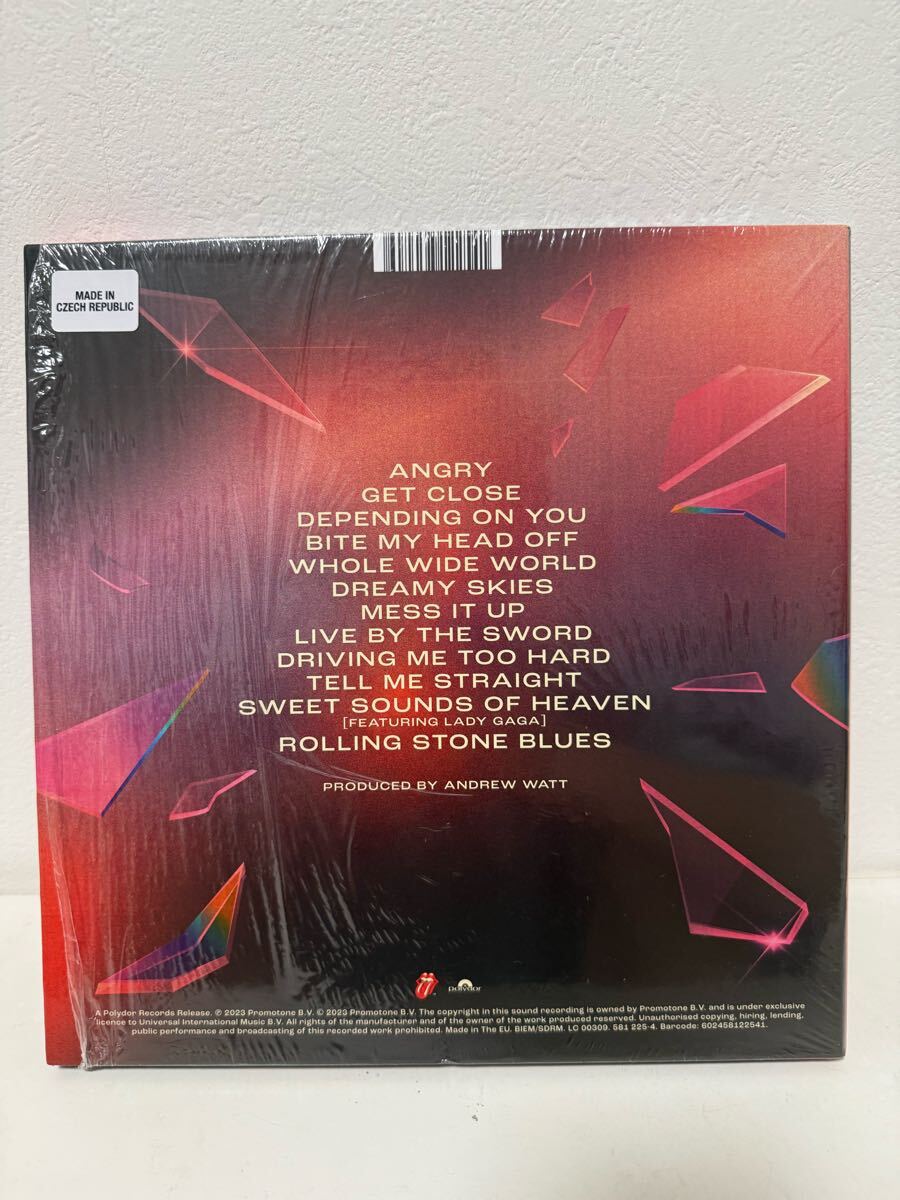 MADE IN
CZECH REPUBLIC
ANGRY
GET CLOSE
DEPENDING ON YOU
BITE MY HEAD OFF
WHOLE WIDE WORLD
DREAMY SKIES
MESS IT UP
LIVE BY THE SWORD
DRIVING ME TOO HARD
TELL ME STRAIGHT
SWEET SOUNDS OF HEAVEN
[FEATURING LADY GAGA]
ROLLING STONE BLUES
PRODUCED BY ANDREW WATT
polydor
A Polydor Records Release. ℗ 2023 Promotone B.V. © 2023 Promotone B.V. The copyright in this sound recording is owned by Promotone B.V. and is under exclusive
licence to Universal International Music B.V. All rights of the manufacturer and of the owner of the work produced reserved. Unauthorised copying, hiring, lending,
public performance and broadcasting of this recorded work prohibited. Made in The EU. BIEM/SDRM. LC 00309. 581 225-4. Barcode: 602458122541.